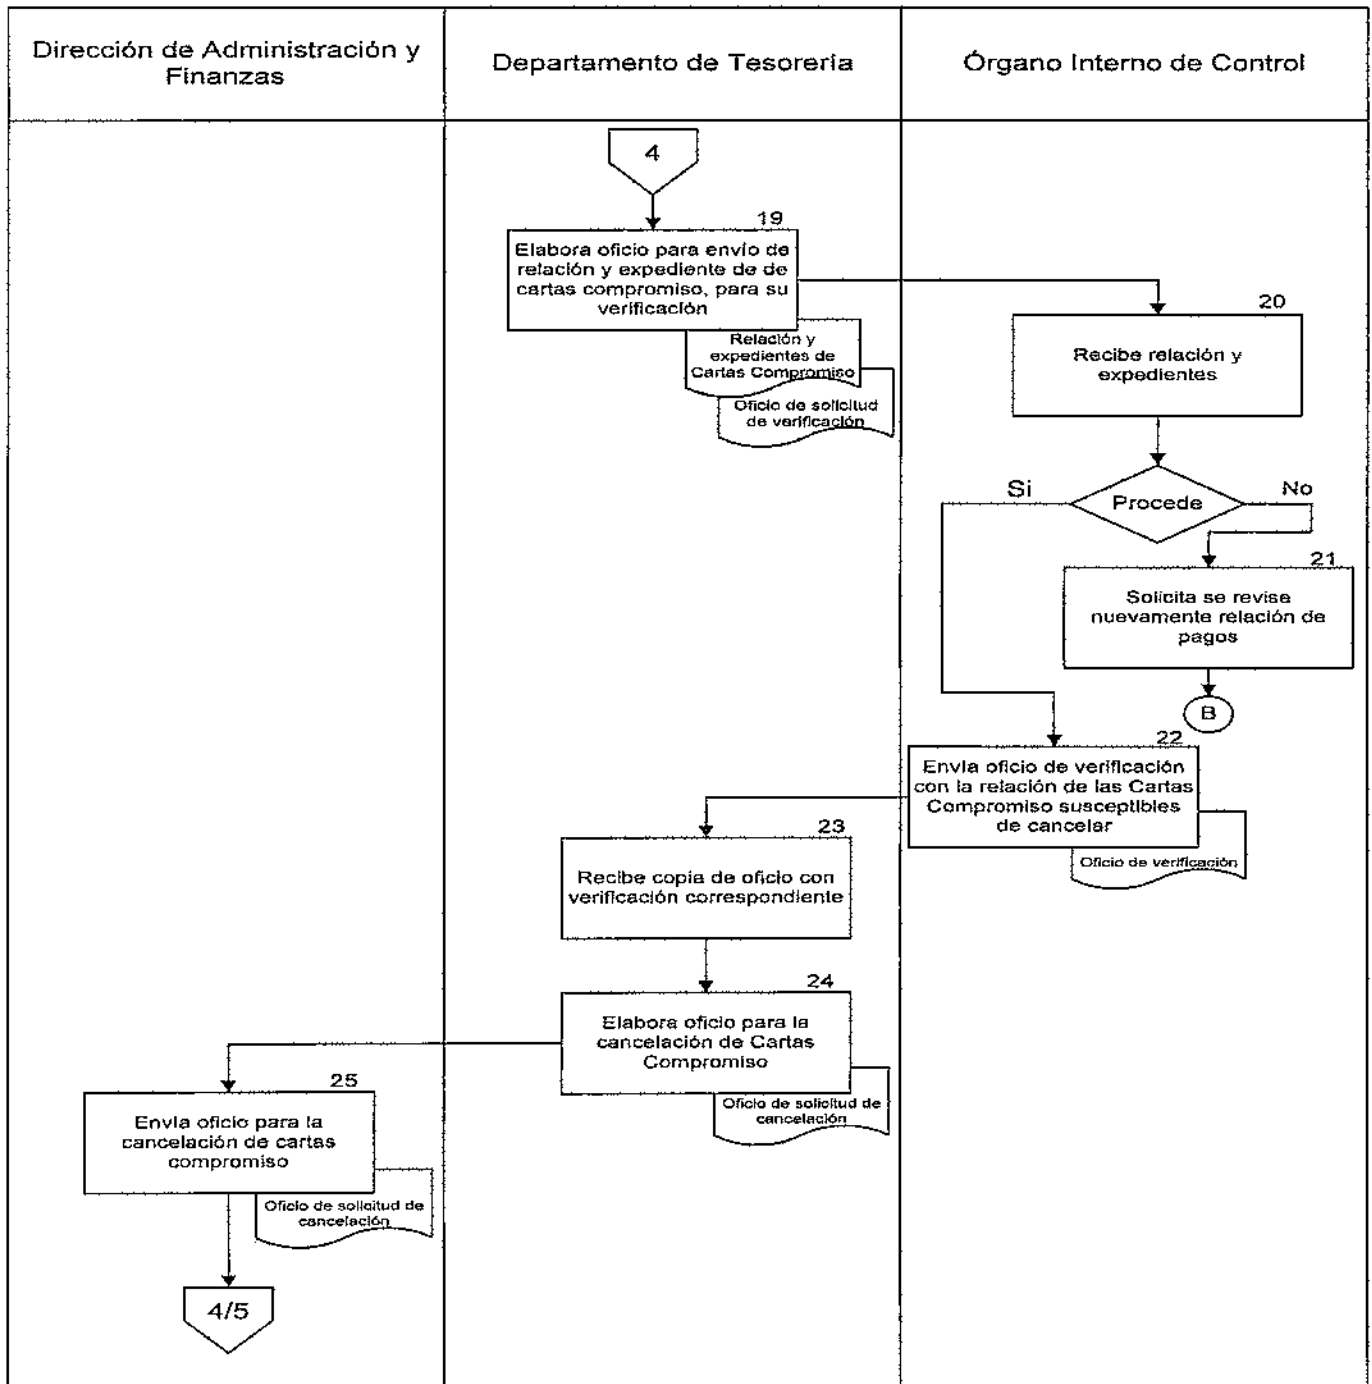 Dirección de Administración y
Finanzas
Departamento de Tesorería
Órgano Interno de Control
4
19
Elabora oficio para envío de
relación y expediente de de
cartas compromiso, para su
verificación
Relación y
expedientes de
Cartas Compromiso
Oficio de solicitud
de verificación
20
Recibe relación y
expedientes
Si
Procede
No
21
Solicita se revise
nuevamente relación de
pagos
B
22
Envía oficio de verificación
con la relación de las Cartas
Compromiso susceptibles
de cancelar
Oficio de verificación
23
Recibe copia de oficio con
verificación correspondiente
24
Elabora oficio para la
cancelación de Cartas
Compromiso
Oficio de solicitud de
cancelación
25
Envía oficio para la
cancelación de cartas
compromiso
Oficio de solicitud de
cancelación
4/5